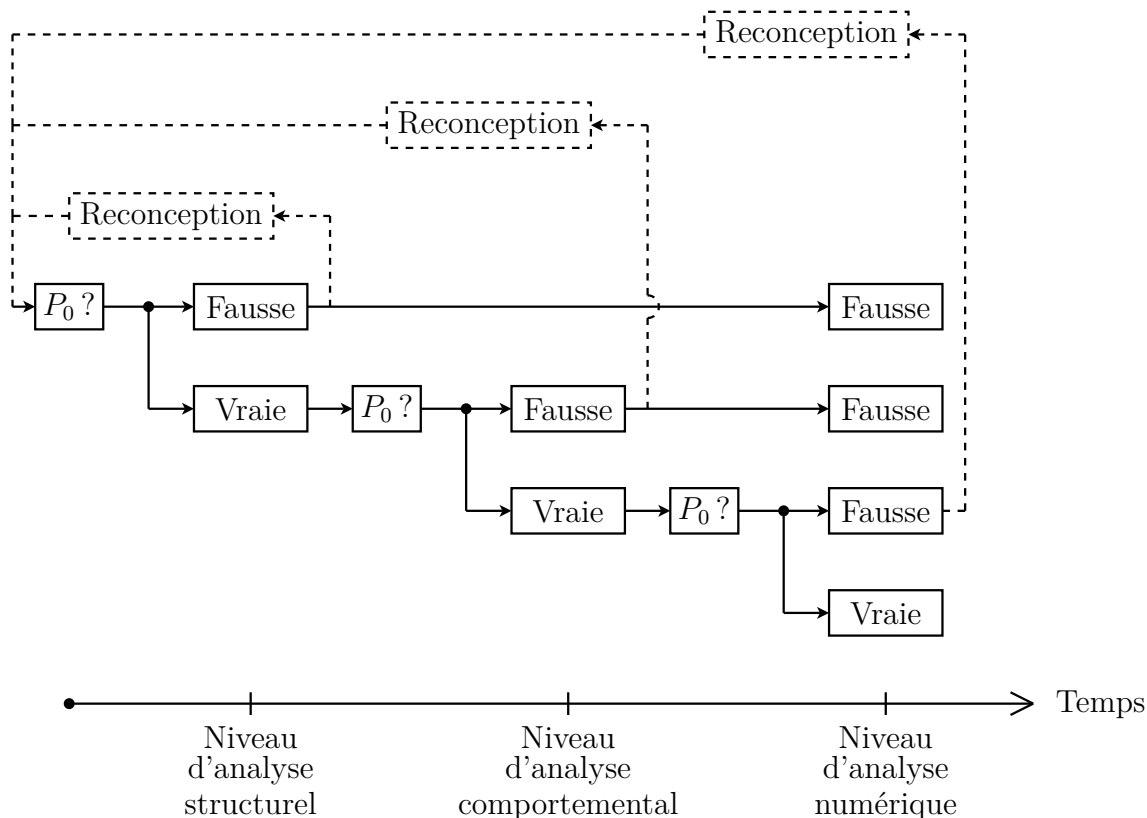 Reconception
Reconception
Reconception
P₀ ? Fausse Fausse
Vraie P₀ ? Fausse Fausse
Vraie P₀ ? Fausse
Vraie
Temps
Niveau
d'analyse
structurel
Niveau
d'analyse
comportemental
Niveau
d'analyse
numérique